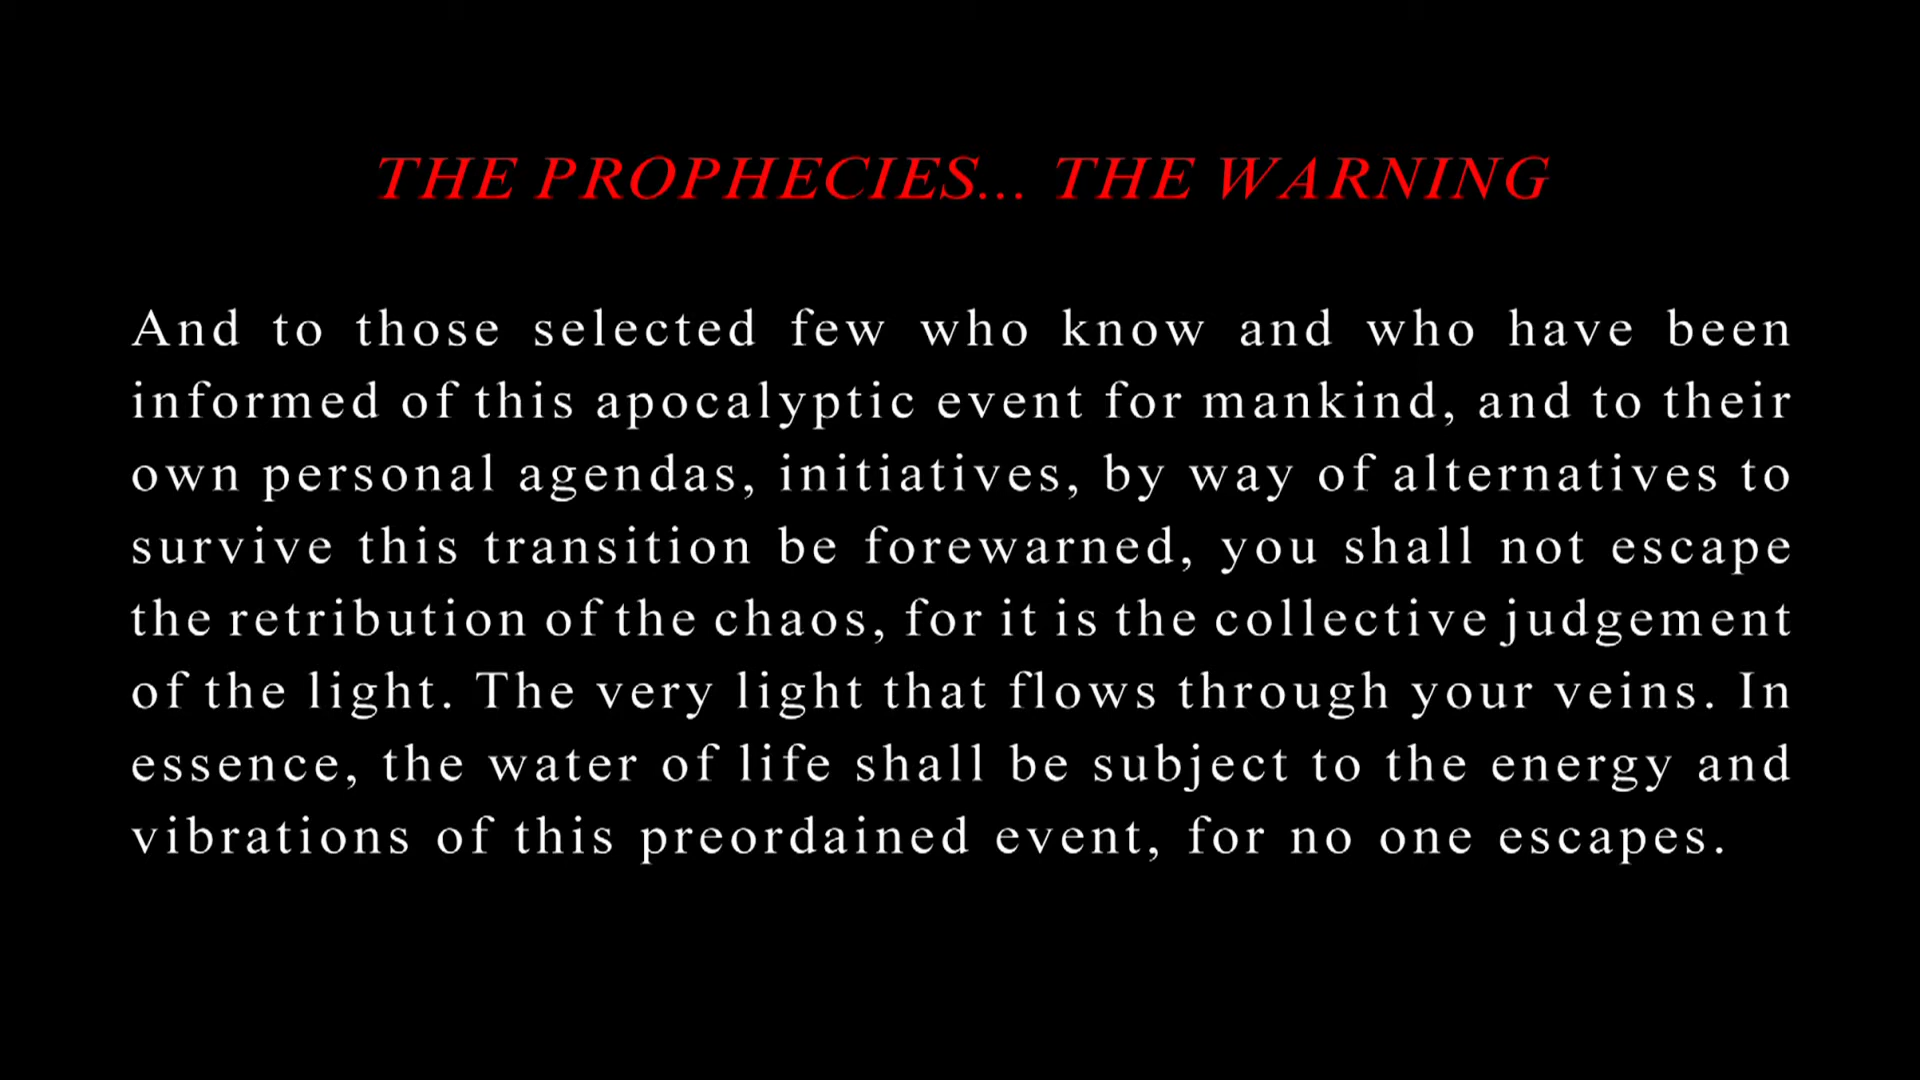 THE PROPHECIES... THE WARNING
And to those selected few who know and who have been
informed of this apocalyptic event for mankind, and to their
own personal agendas, initiatives, by way of alternatives to
survive this transition be forewarned, you shall not escape
the retribution of the chaos, for it is the collective judgement
of the light. The very light that flows through your veins. In
essence, the water of life shall be subject to the energy and
vibrations of this preordained event, for no one escapes.